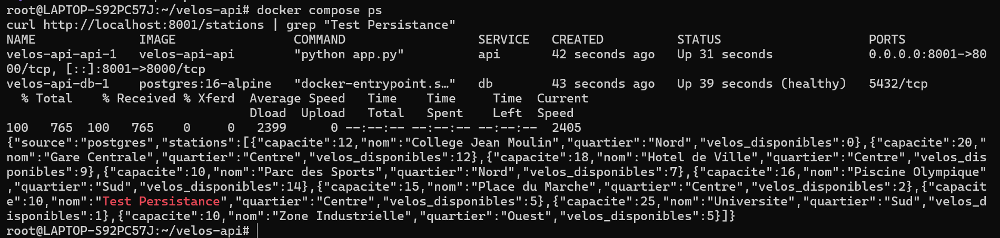 root@LAPTOP-S92PC57J:~/velos-api# docker compose ps
curl http://localhost:8001/stations | grep "Test Persistance"
NAME                IMAGE                COMMAND                  SERVICE   CREATED          STATUS                    PORTS
velos-api-api-1   velos-api-api        "python app.py"          api       42 seconds ago   Up 31 seconds             0.0.0.0:8001->80
00/tcp, [::]:8001->8000/tcp
velos-api-db-1    postgres:16-alpine   "docker-entrypoint.s…"   db        43 seconds ago   Up 39 seconds (healthy)   5432/tcp
  % Total    % Received % Xferd  Average Speed   Time    Time     Time  Current
                                 Dload  Upload   Total   Spent    Left  Speed
100   765  100   765    0     0   2399      0 --:--:-- --:--:-- --:--:--  2405
{"source":"postgres","stations":[{"capacite":12,"nom":"College Jean Moulin","quartier":"Nord","velos_disponibles":0},{"capacite":20,"
nom":"Gare Centrale","quartier":"Centre","velos_disponibles":12},{"capacite":18,"nom":"Hotel de Ville","quartier":"Centre","velos_dis
ponibles":9},{"capacite":10,"nom":"Parc des Sports","quartier":"Nord","velos_disponibles":7},{"capacite":16,"nom":"Piscine Olympique"
,"quartier":"Sud","velos_disponibles":14},{"capacite":15,"nom":"Place du Marche","quartier":"Centre","velos_disponibles":2},{"capacit
e":10,"nom":"Test Persistance","quartier":"Centre","velos_disponibles":5},{"capacite":25,"nom":"Universite","quartier":"Sud","velos_d
isponibles":1},{"capacite":10,"nom":"Zone Industrielle","quartier":"Ouest","velos_disponibles":5}]}
root@LAPTOP-S92PC57J:~/velos-api#